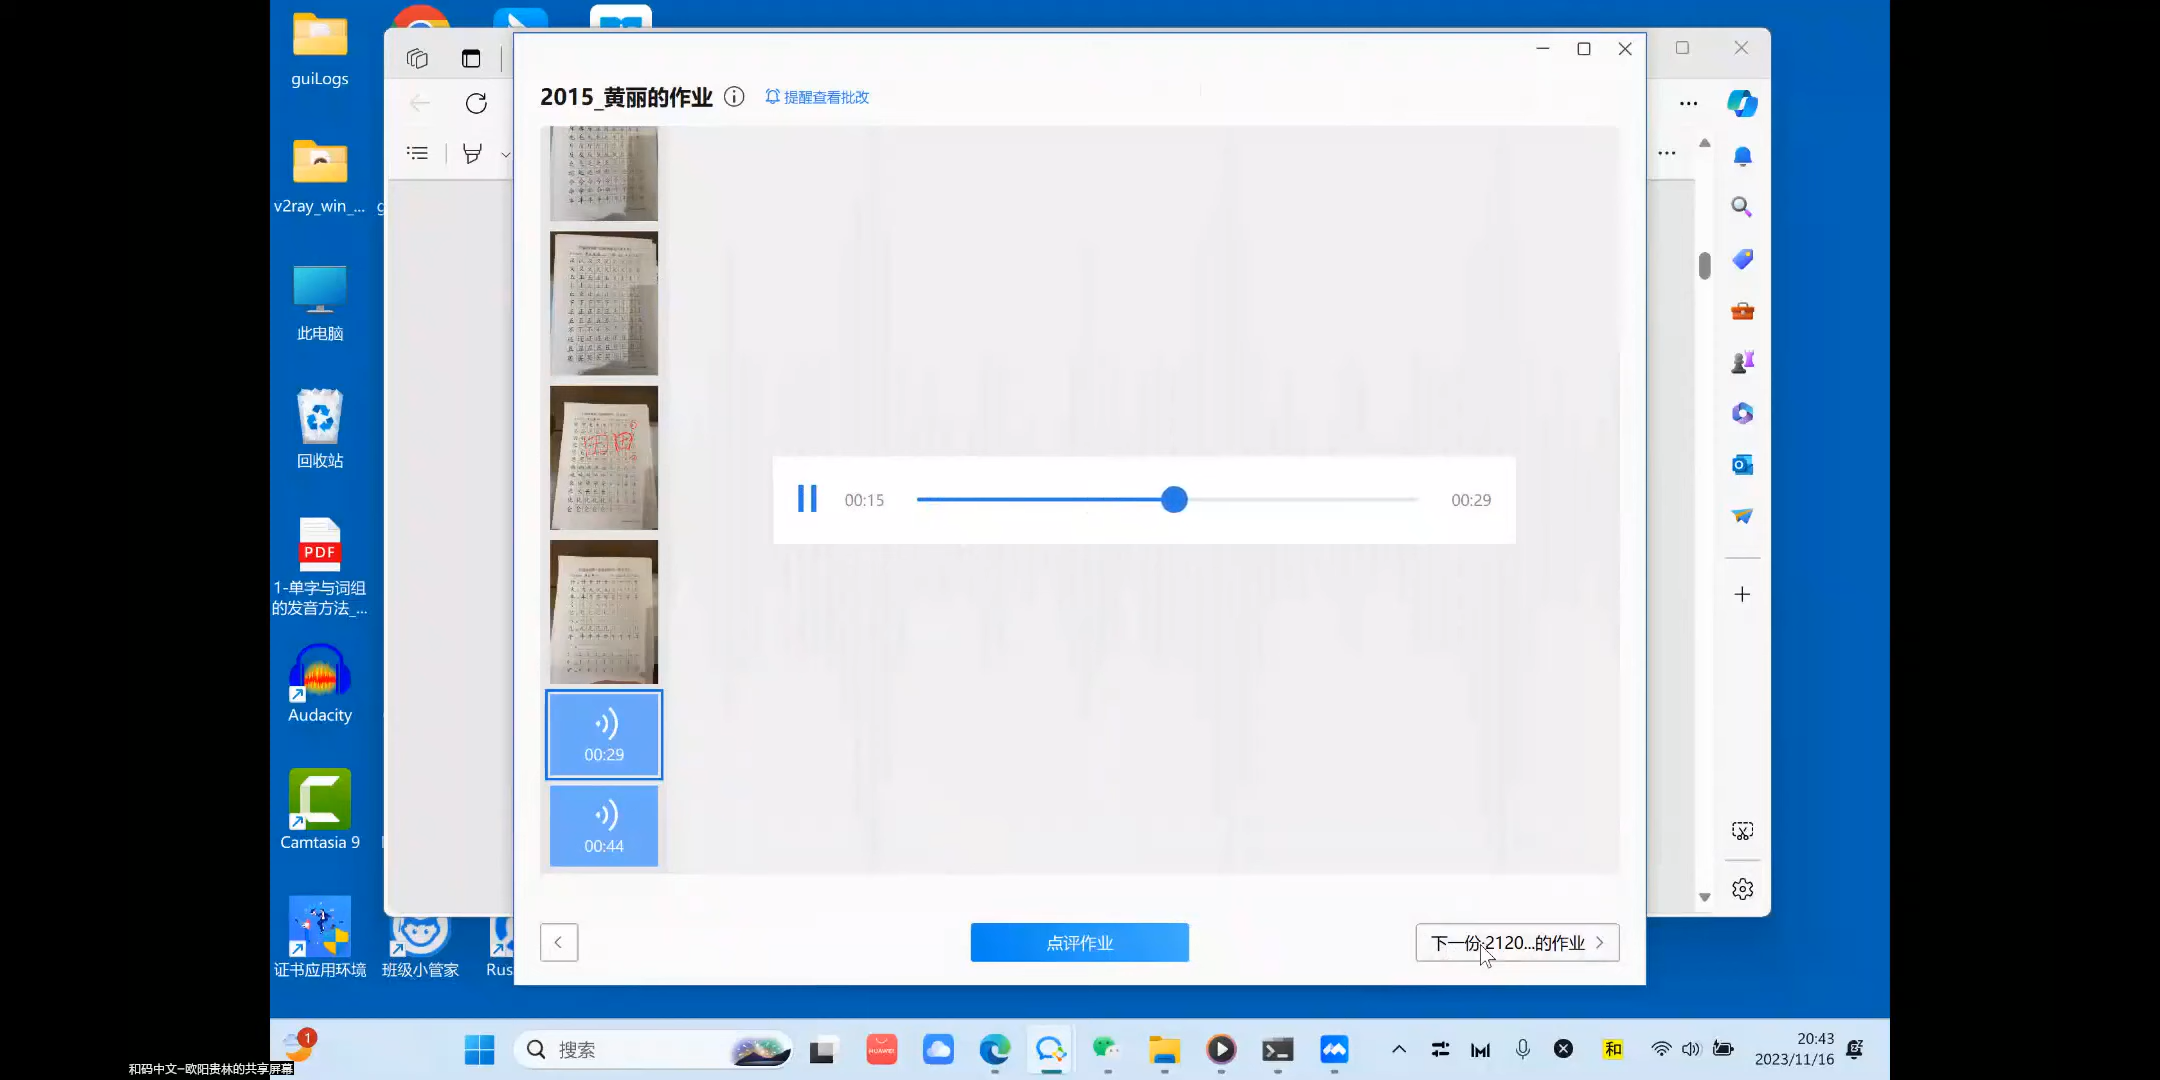 guiLogs
v2ray_win_...
此电脑
回收站
PDF
1-单字与词组
的发音方法_...
Audacity
Camtasia 9
证书应用环境
班级小管家
Rus
2015_黄丽的作业
提醒查看批改
00:15
00:29
00:29
00:44
点评作业
下一份:2120...的作业
1
搜索
HUAWEI
和
20:43
2023/11/16
和码中文—欧阳贵林的共享屏幕